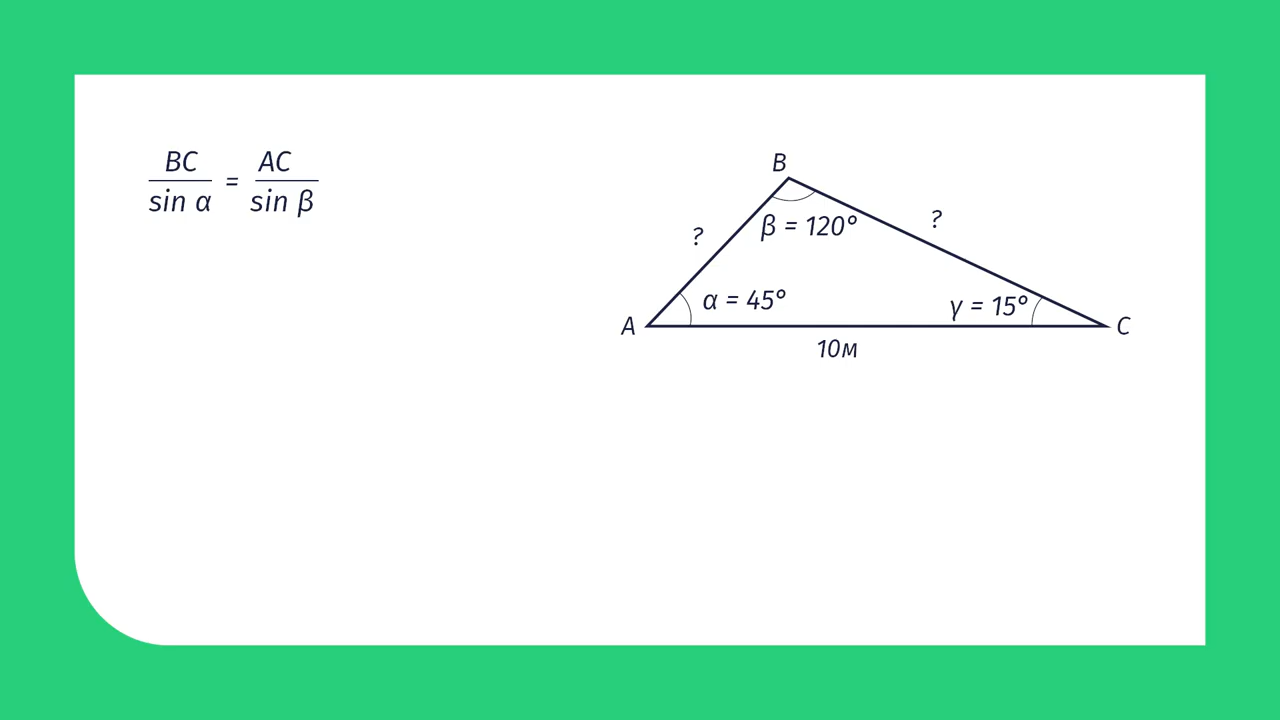 BC / sin α = AC / sin β
B
?
β = 120°
?
α = 45°
γ = 15°
A
C
10м